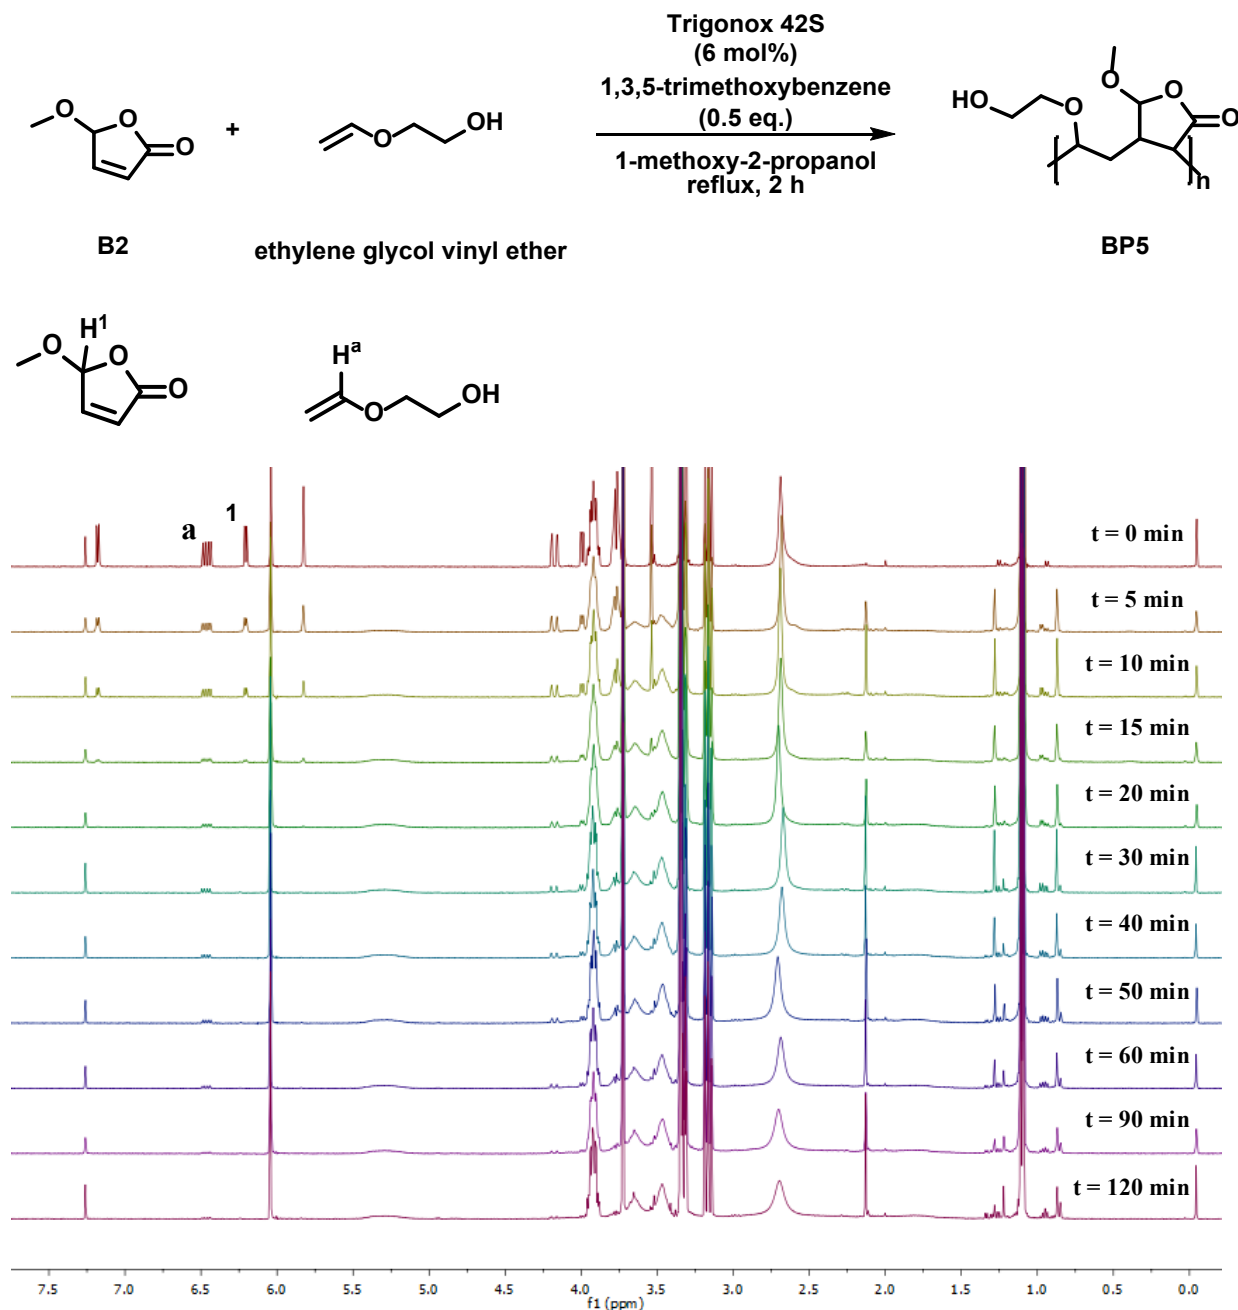 Trigonox 42S
(6 mol%)
1,3,5-trimethoxybenzene
(0.5 eq.)
1-methoxy-2-propanol
reflux, 2 h
O
O
O
+
O
OH
HO
O
O
O
O
n
B2
ethylene glycol vinyl ether
BP5
H1
O
O
O
Ha
O
OH
a
1
t = 0 min
t = 5 min
t = 10 min
t = 15 min
t = 20 min
t = 30 min
t = 40 min
t = 50 min
t = 60 min
t = 90 min
t = 120 min
7.5 7.0 6.5 6.0 5.5 5.0 4.5 4.0 3.5 3.0 2.5 2.0 1.5 1.0 0.5 0.0
f1 (ppm)